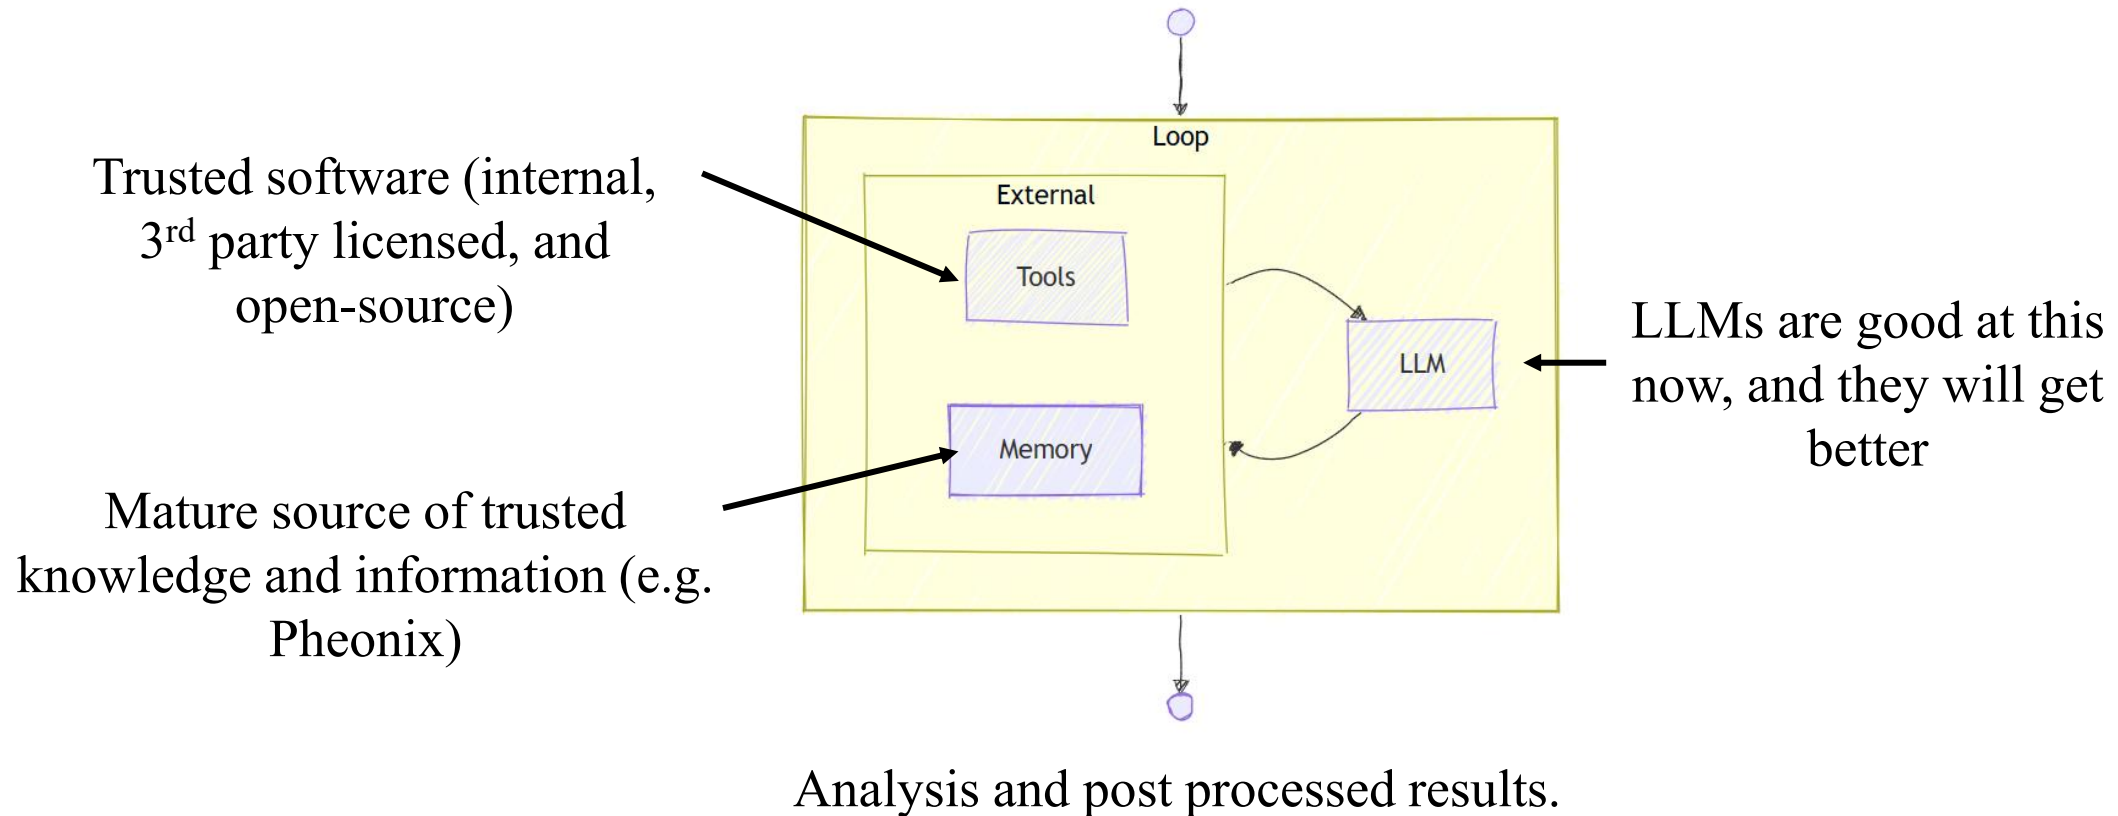 Loop
External
Trusted software (internal,
3rd party licensed, and
open-source)
Tools
LLM
LLMs are good at this
now, and they will get
better
Memory
Mature source of trusted
knowledge and information (e.g.
Pheonix)
Analysis and post processed results.